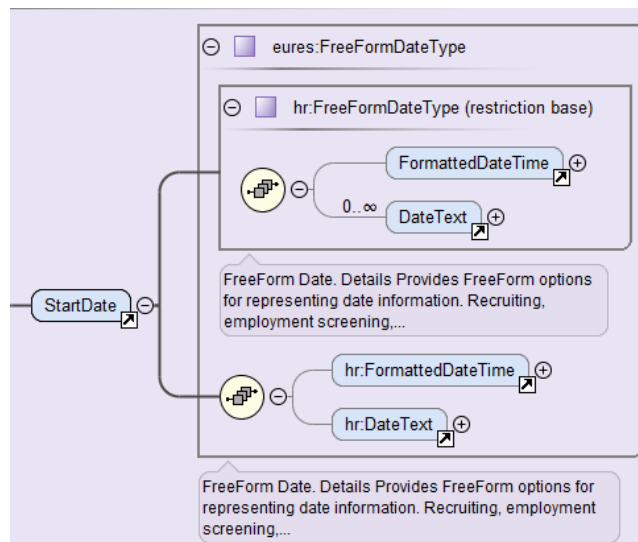 eures:FreeFormDateType
hr:FreeFormDateType (restriction base)
FormattedDateTime
0..∞
DateText
FreeForm Date. Details Provides FreeForm options
for representing date information. Recruiting,
employment screening,...
StartDate
hr:FormattedDateTime
hr:DateText
FreeForm Date. Details Provides FreeForm options for
representing date information. Recruiting, employment
screening,...